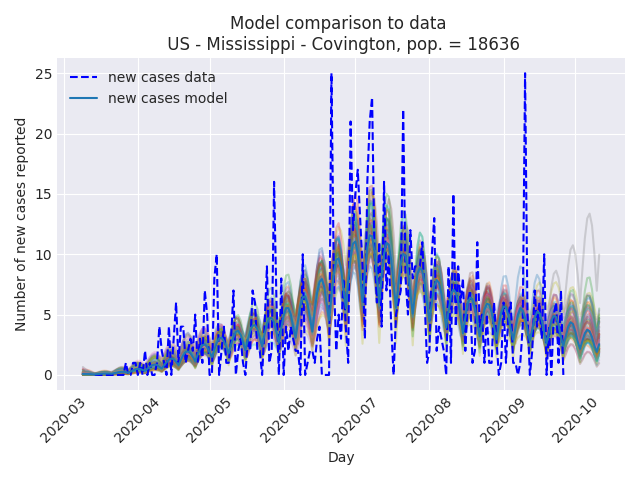 Model comparison to data
US - Mississippi - Covington, pop. = 18636
new cases data
new cases model
Number of new cases reported
25
20
15
10
5
0
2020-03
2020-04
2020-05
2020-06
2020-07
2020-08
2020-09
2020-10
Day